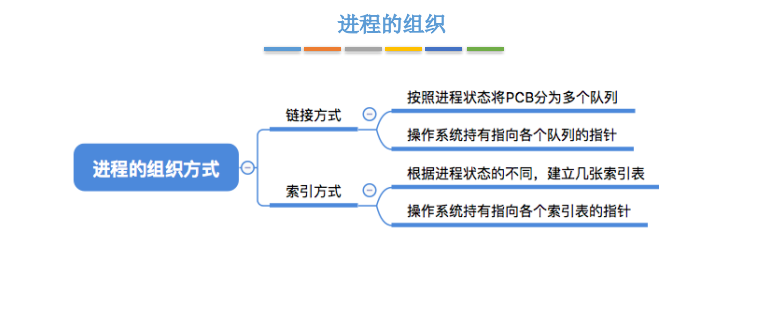 进程的组织
按照进程状态将PCB分为多个队列
链接方式
操作系统持有指向各个队列的指针
进程的组织方式
根据进程状态的不同，建立几张索引表
索引方式
操作系统持有指向各个索引表的指针